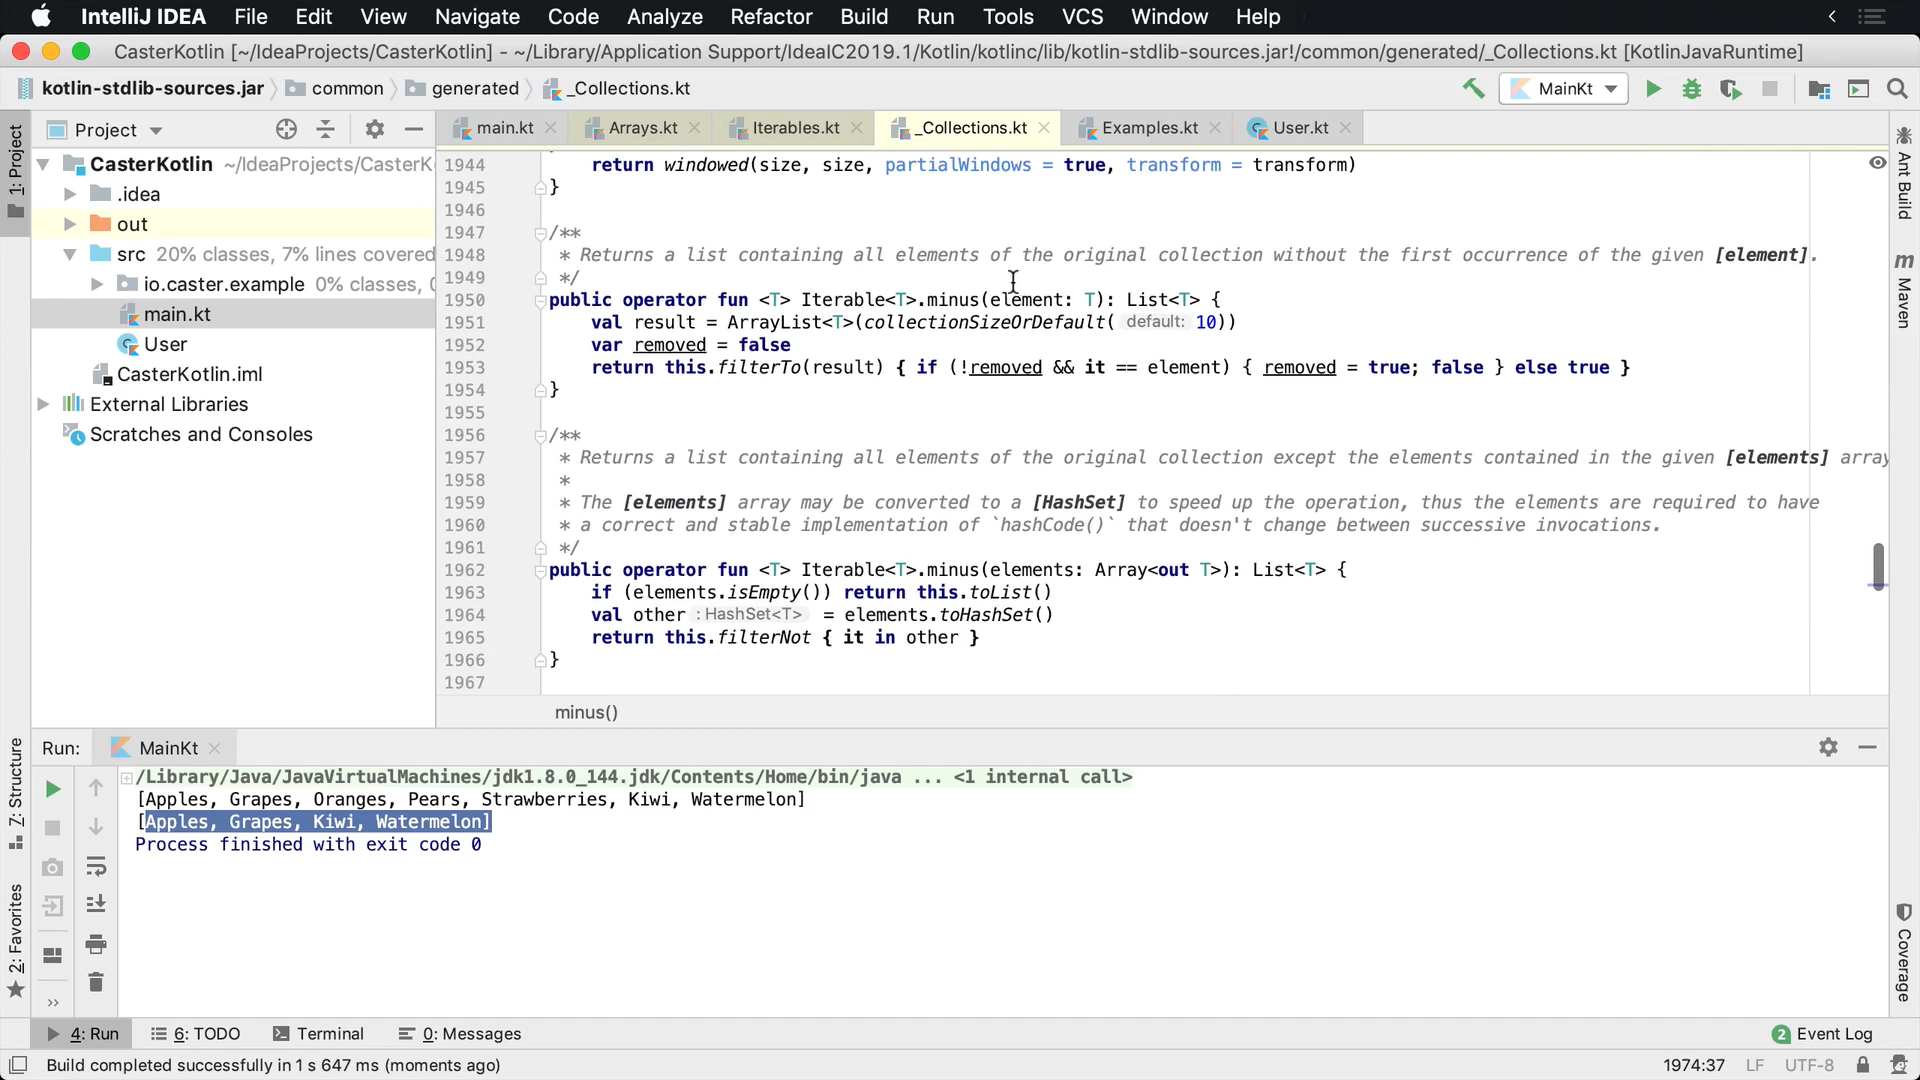 IntelliJ IDEA File Edit View Navigate Code Analyze Refactor Build Run Tools VCS Window Help
CasterKotlin [~/IdeaProjects/CasterKotlin] - ~/Library/Application Support/IdeaIC2019.1/Kotlin/kotlinc/lib/kotlin-stdlib-sources.jar!/common/generated/_Collections.kt [KotlinJavaRuntime]
kotlin-stdlib-sources.jar common generated _Collections.kt MainKt
Project main.kt Arrays.kt Iterables.kt _Collections.kt Examples.kt User.kt
1: Project
CasterKotlin ~/IdeaProjects/CasterK
.idea
out
src 20% classes, 7% lines covered
io.caster.example 0% classes, 0
main.kt
User
CasterKotlin.iml
External Libraries
Scratches and Consoles
1944 return windowed(size, size, partialWindows = true, transform = transform)
1945 }
1946
1947 /**
1948 * Returns a list containing all elements of the original collection without the first occurrence of the given [element].
1949 */
1950 public operator fun <T> Iterable<T>.minus(element: T): List<T> {
1951 val result = ArrayList<T>(collectionSizeOrDefault( default: 10))
1952 var removed = false
1953 return this.filterTo(result) { if (!removed && it == element) { removed = true; false } else true }
1954 }
1955
1956 /**
1957 * Returns a list containing all elements of the original collection except the elements contained in the given [elements] array
1958 *
1959 * The [elements] array may be converted to a [HashSet] to speed up the operation, thus the elements are required to have
1960 * a correct and stable implementation of `hashCode()` that doesn't change between successive invocations.
1961 */
1962 public operator fun <T> Iterable<T>.minus(elements: Array<out T>): List<T> {
1963 if (elements.isEmpty()) return this.toList()
1964 val other : HashSet<T> = elements.toHashSet()
1965 return this.filterNot { it in other }
1966 }
1967
minus()
Ant Build
m Maven
Coverage
Z: Structure
2: Favorites
Run: MainKt
/Library/Java/JavaVirtualMachines/jdk1.8.0_144.jdk/Contents/Home/bin/java ... <1 internal call>
[Apples, Grapes, Oranges, Pears, Strawberries, Kiwi, Watermelon]
[Apples, Grapes, Kiwi, Watermelon]
Process finished with exit code 0
4: Run 6: TODO Terminal 0: Messages 2 Event Log
Build completed successfully in 1 s 647 ms (moments ago) 1974:37 LF UTF-8